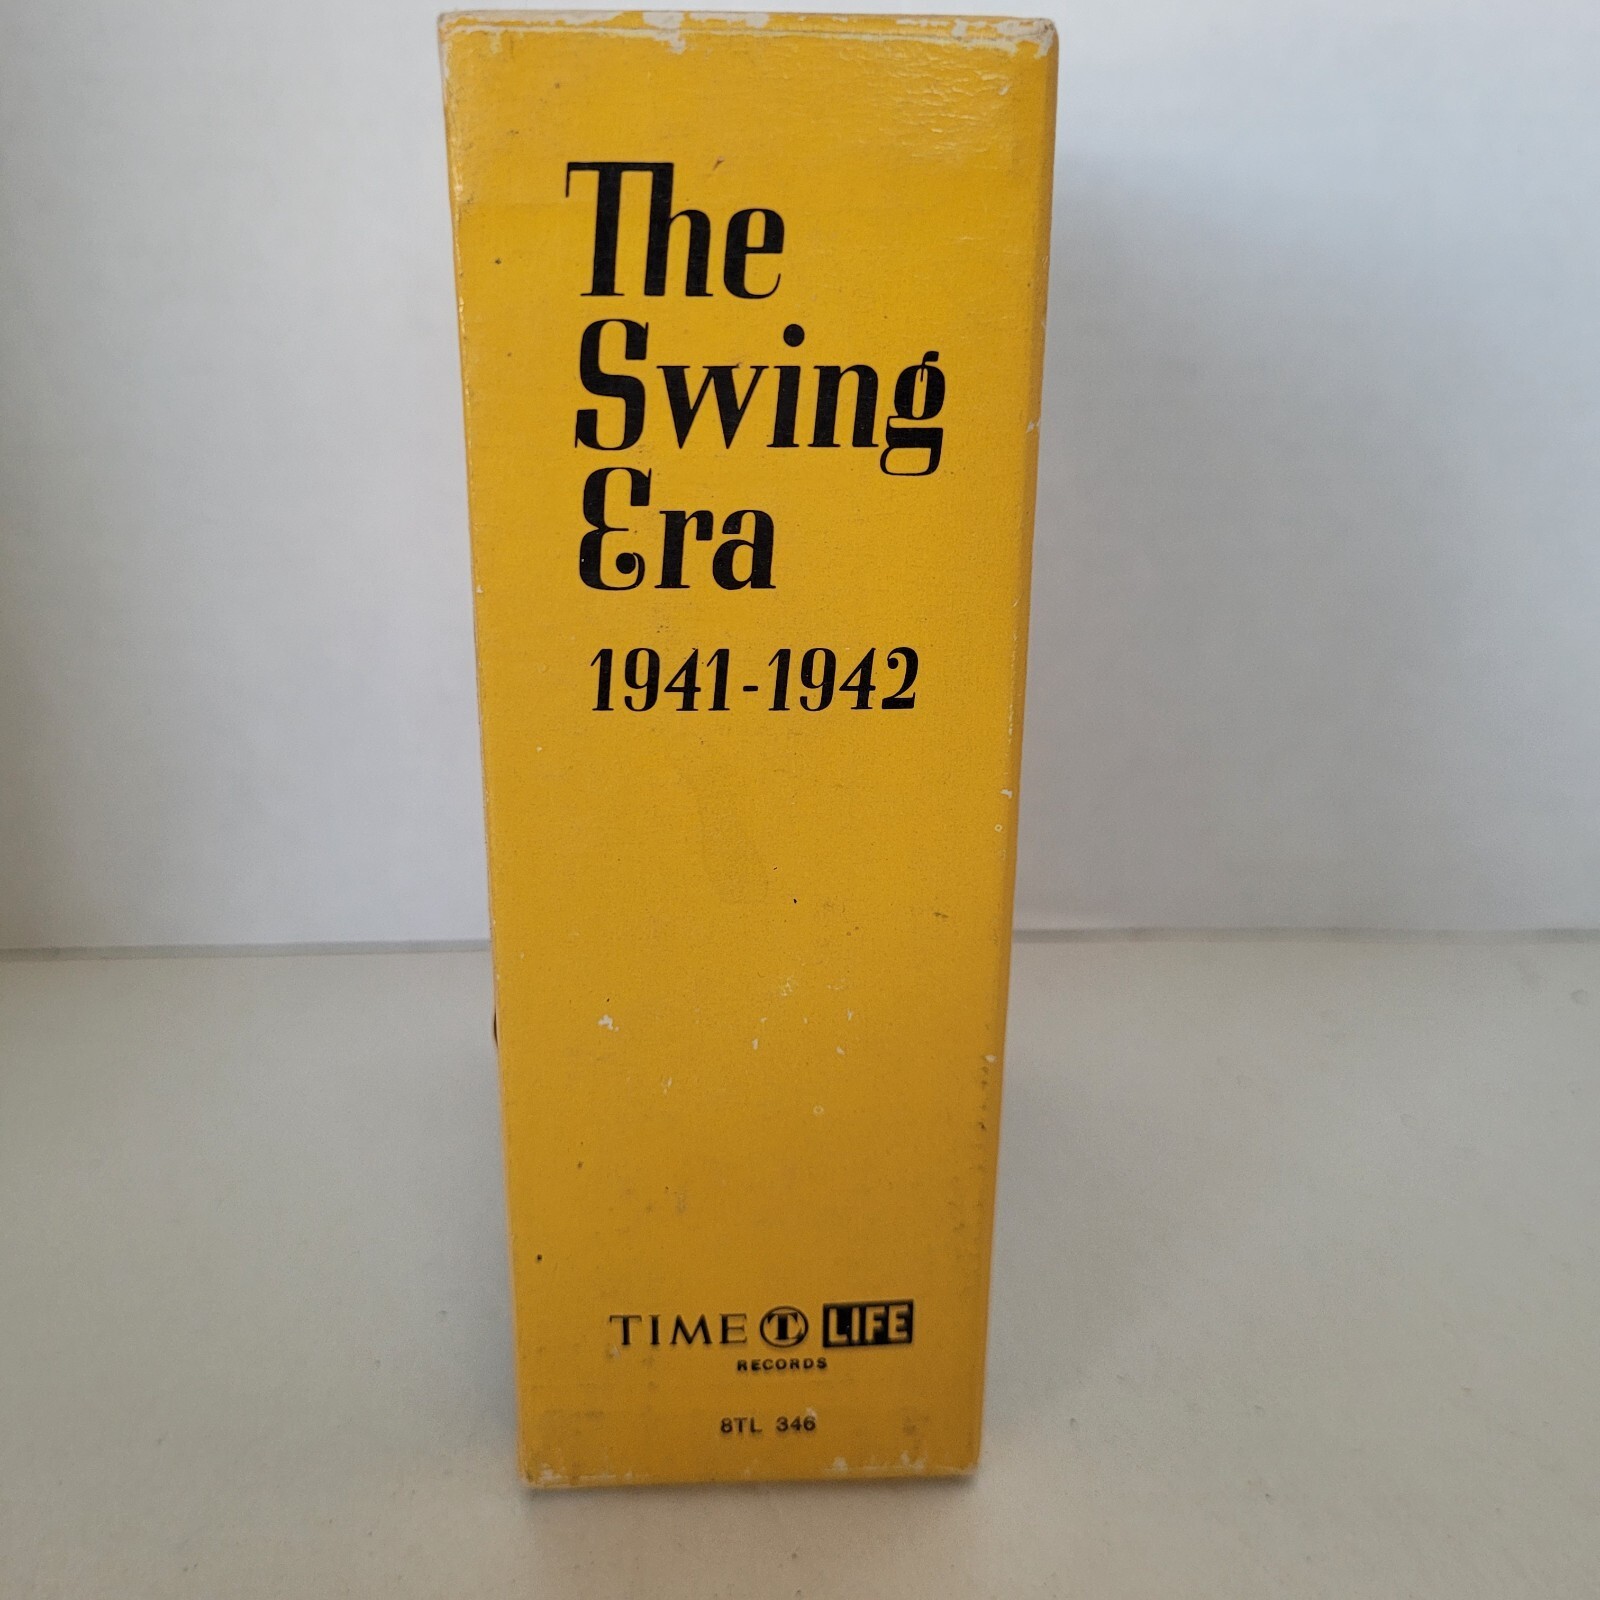 The
Swing
Era
1941-1942
TIME T LIFE
RECORDS
8TL 346